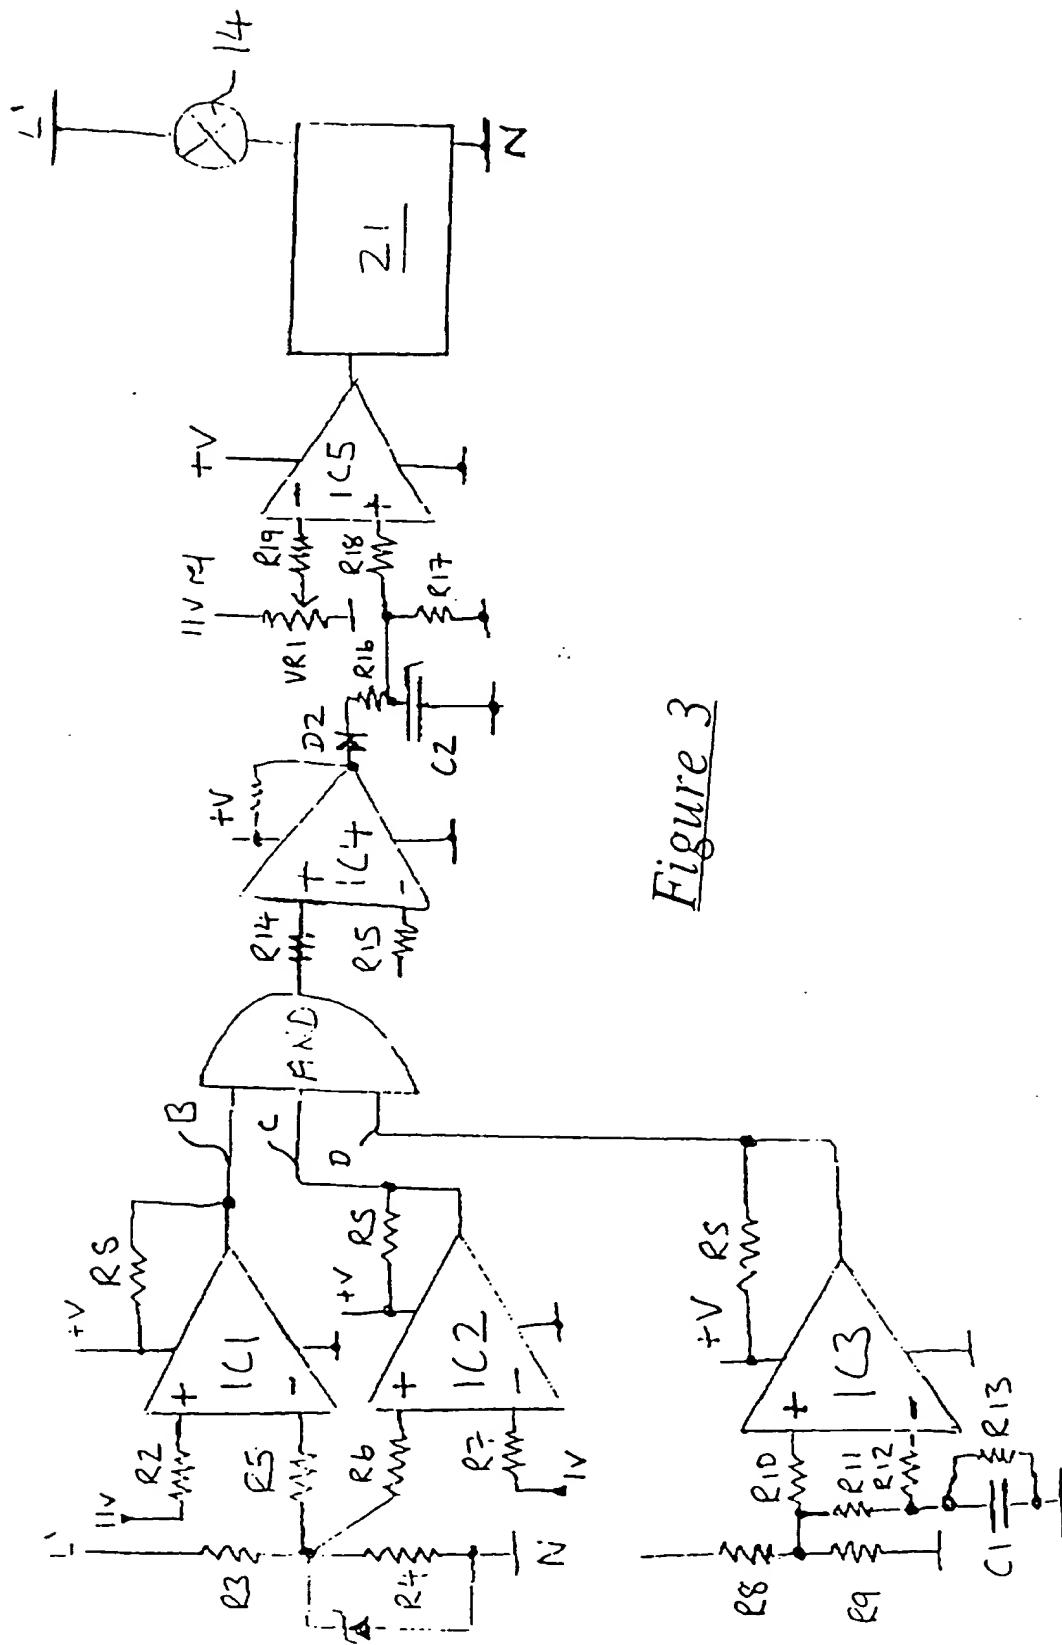 L'
14
21
N
+V
IC5
-
+
R19
R18
R17
11v ref
VR1
R16
D2
C2
+V
IC4
+
-
R14
R15
AND
B
C
D
RS
+V
IC1
+
-
R2
R5
11v
RS
+V
IC2
+
-
R6
R7
1v
L'
R3
R4
N
RS
+V
IC3
+
-
R10
R11
R12
R13
C1
R8
R9
Figure 3